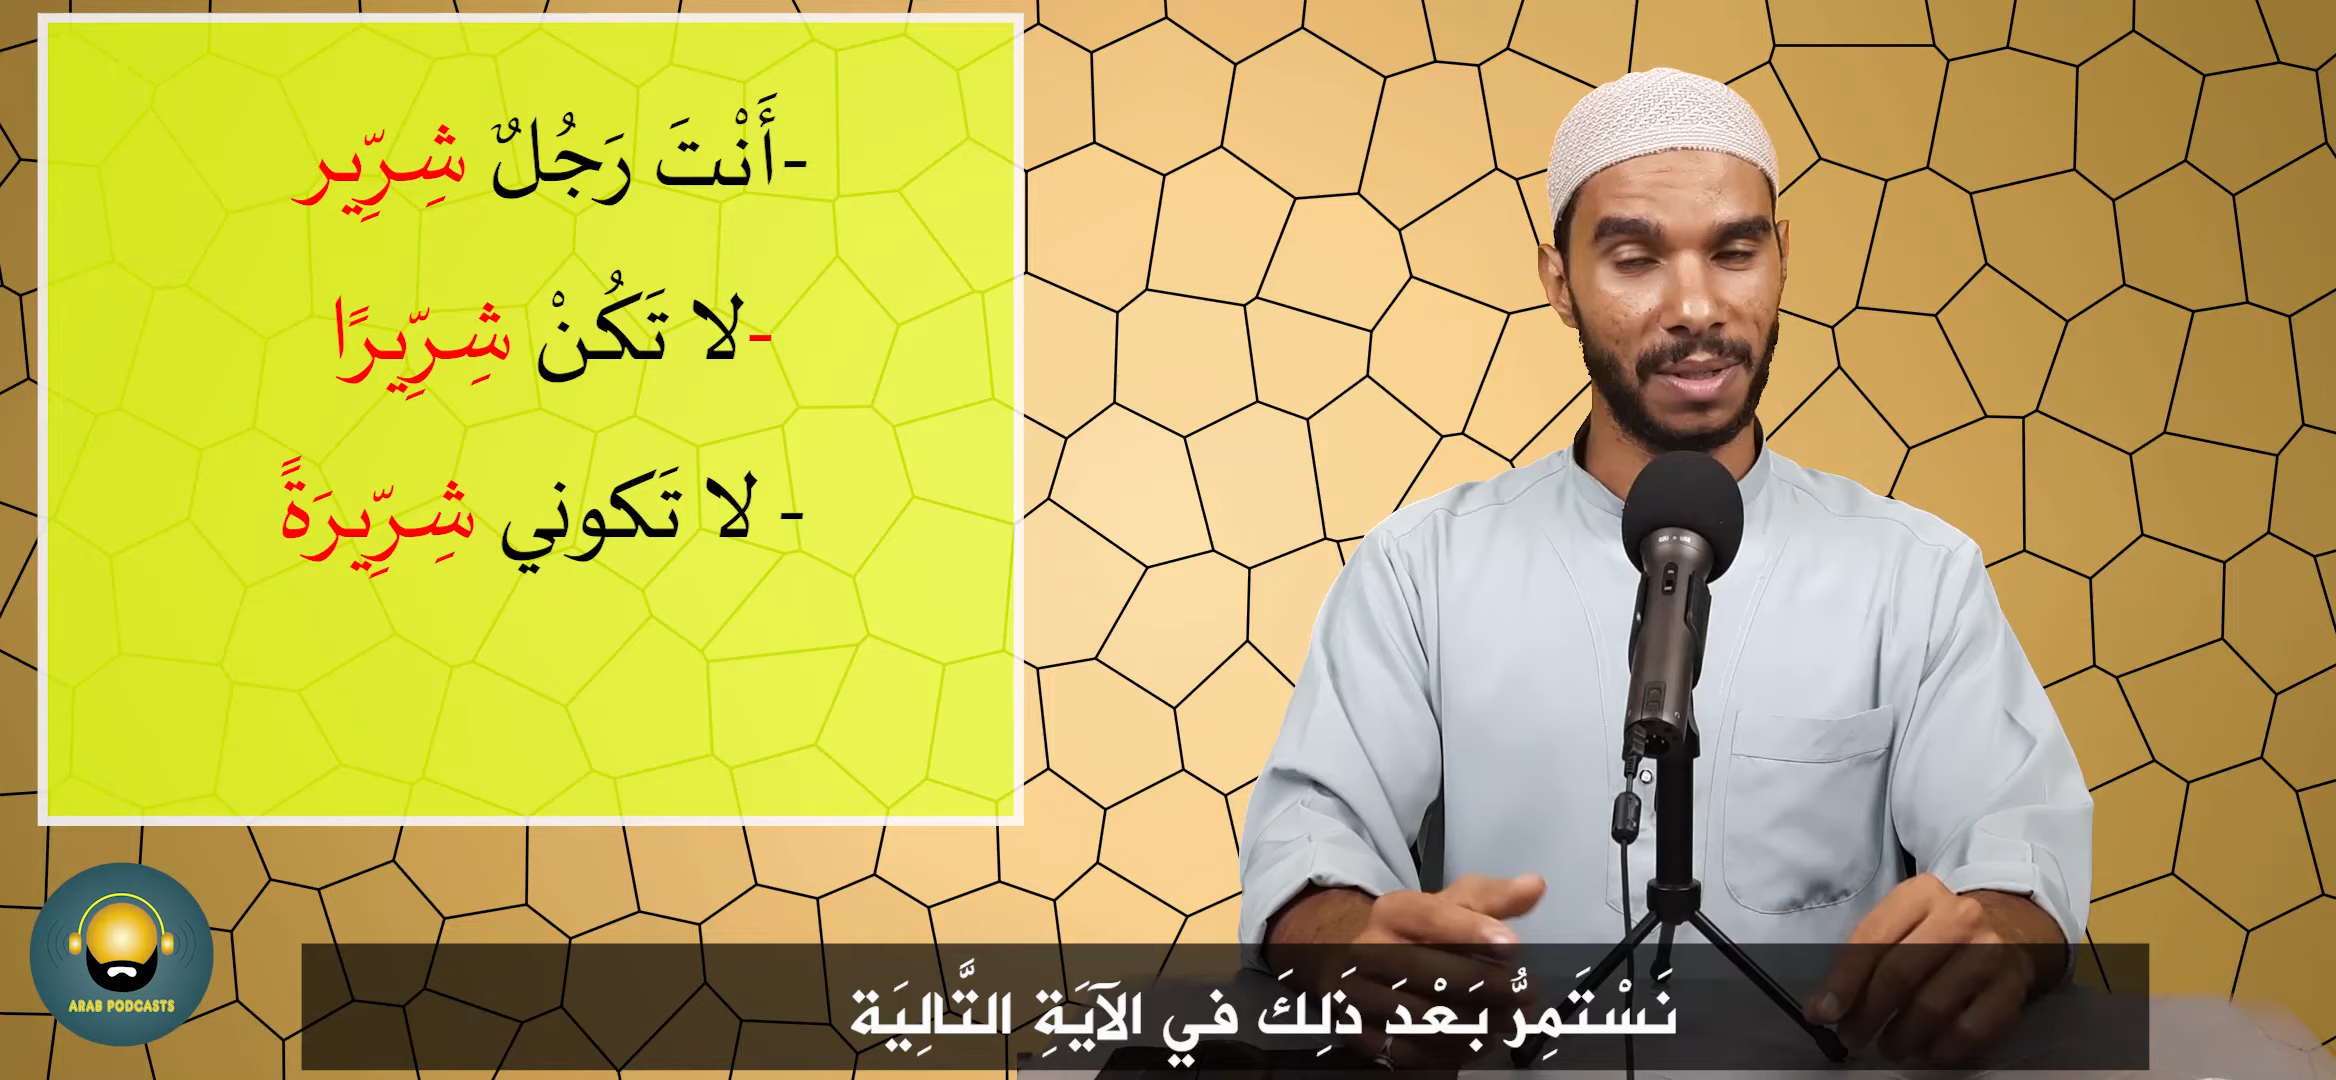 -أَنْتَ رَجُلٌ شِرِّير
-لا تَكُنْ شِرِّيرًا
- لا تَكوني شِرِّيرَةً
ARAB PODCASTS
نَسْتَمِرُّ بَعْدَ ذَلِكَ في الآيَةِ التَّالِيَة